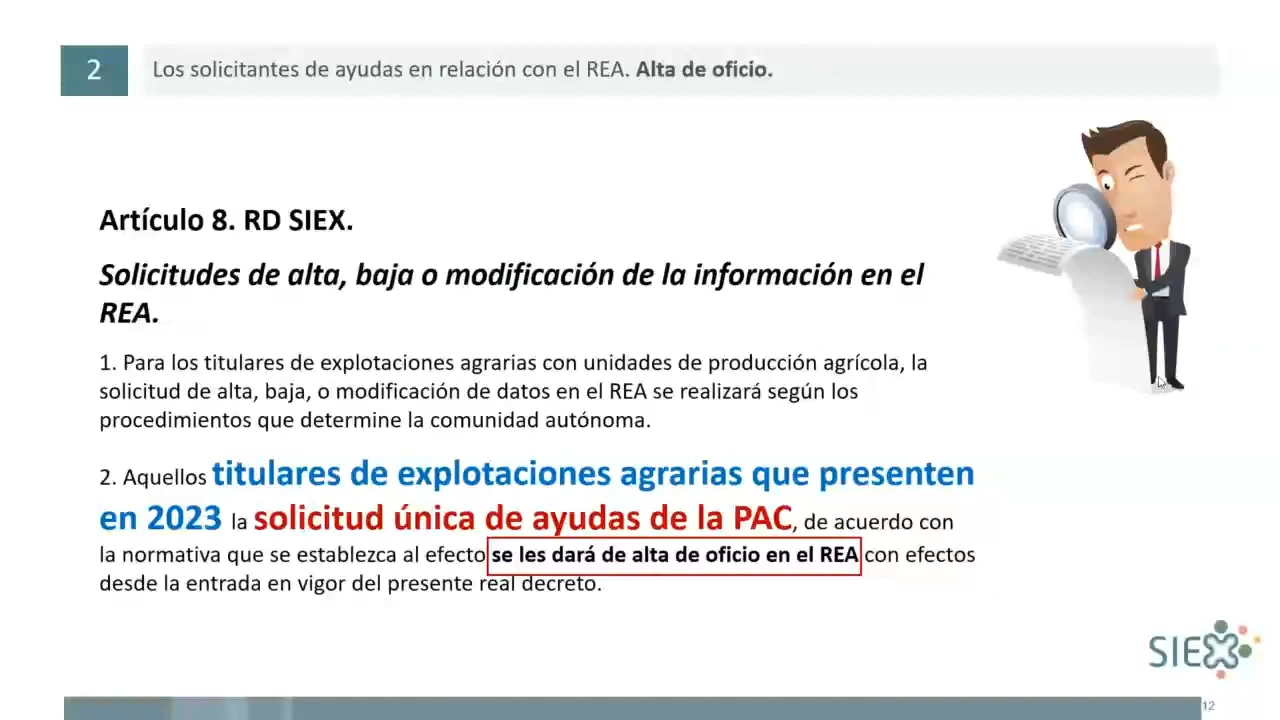 2
Los solicitantes de ayudas en relación con el REA. Alta de oficio.
Artículo 8. RD SIEX.
Solicitudes de alta, baja o modificación de la información en el
REA.
1. Para los titulares de explotaciones agrarias con unidades de producción agrícola, la
solicitud de alta, baja, o modificación de datos en el REA se realizará según los
procedimientos que determine la comunidad autónoma.
2. Aquellos titulares de explotaciones agrarias que presenten
en 2023 la solicitud única de ayudas de la PAC, de acuerdo con
la normativa que se establezca al efecto se les dará de alta de oficio en el REA con efectos
desde la entrada en vigor del presente real decreto.
SIEX
12